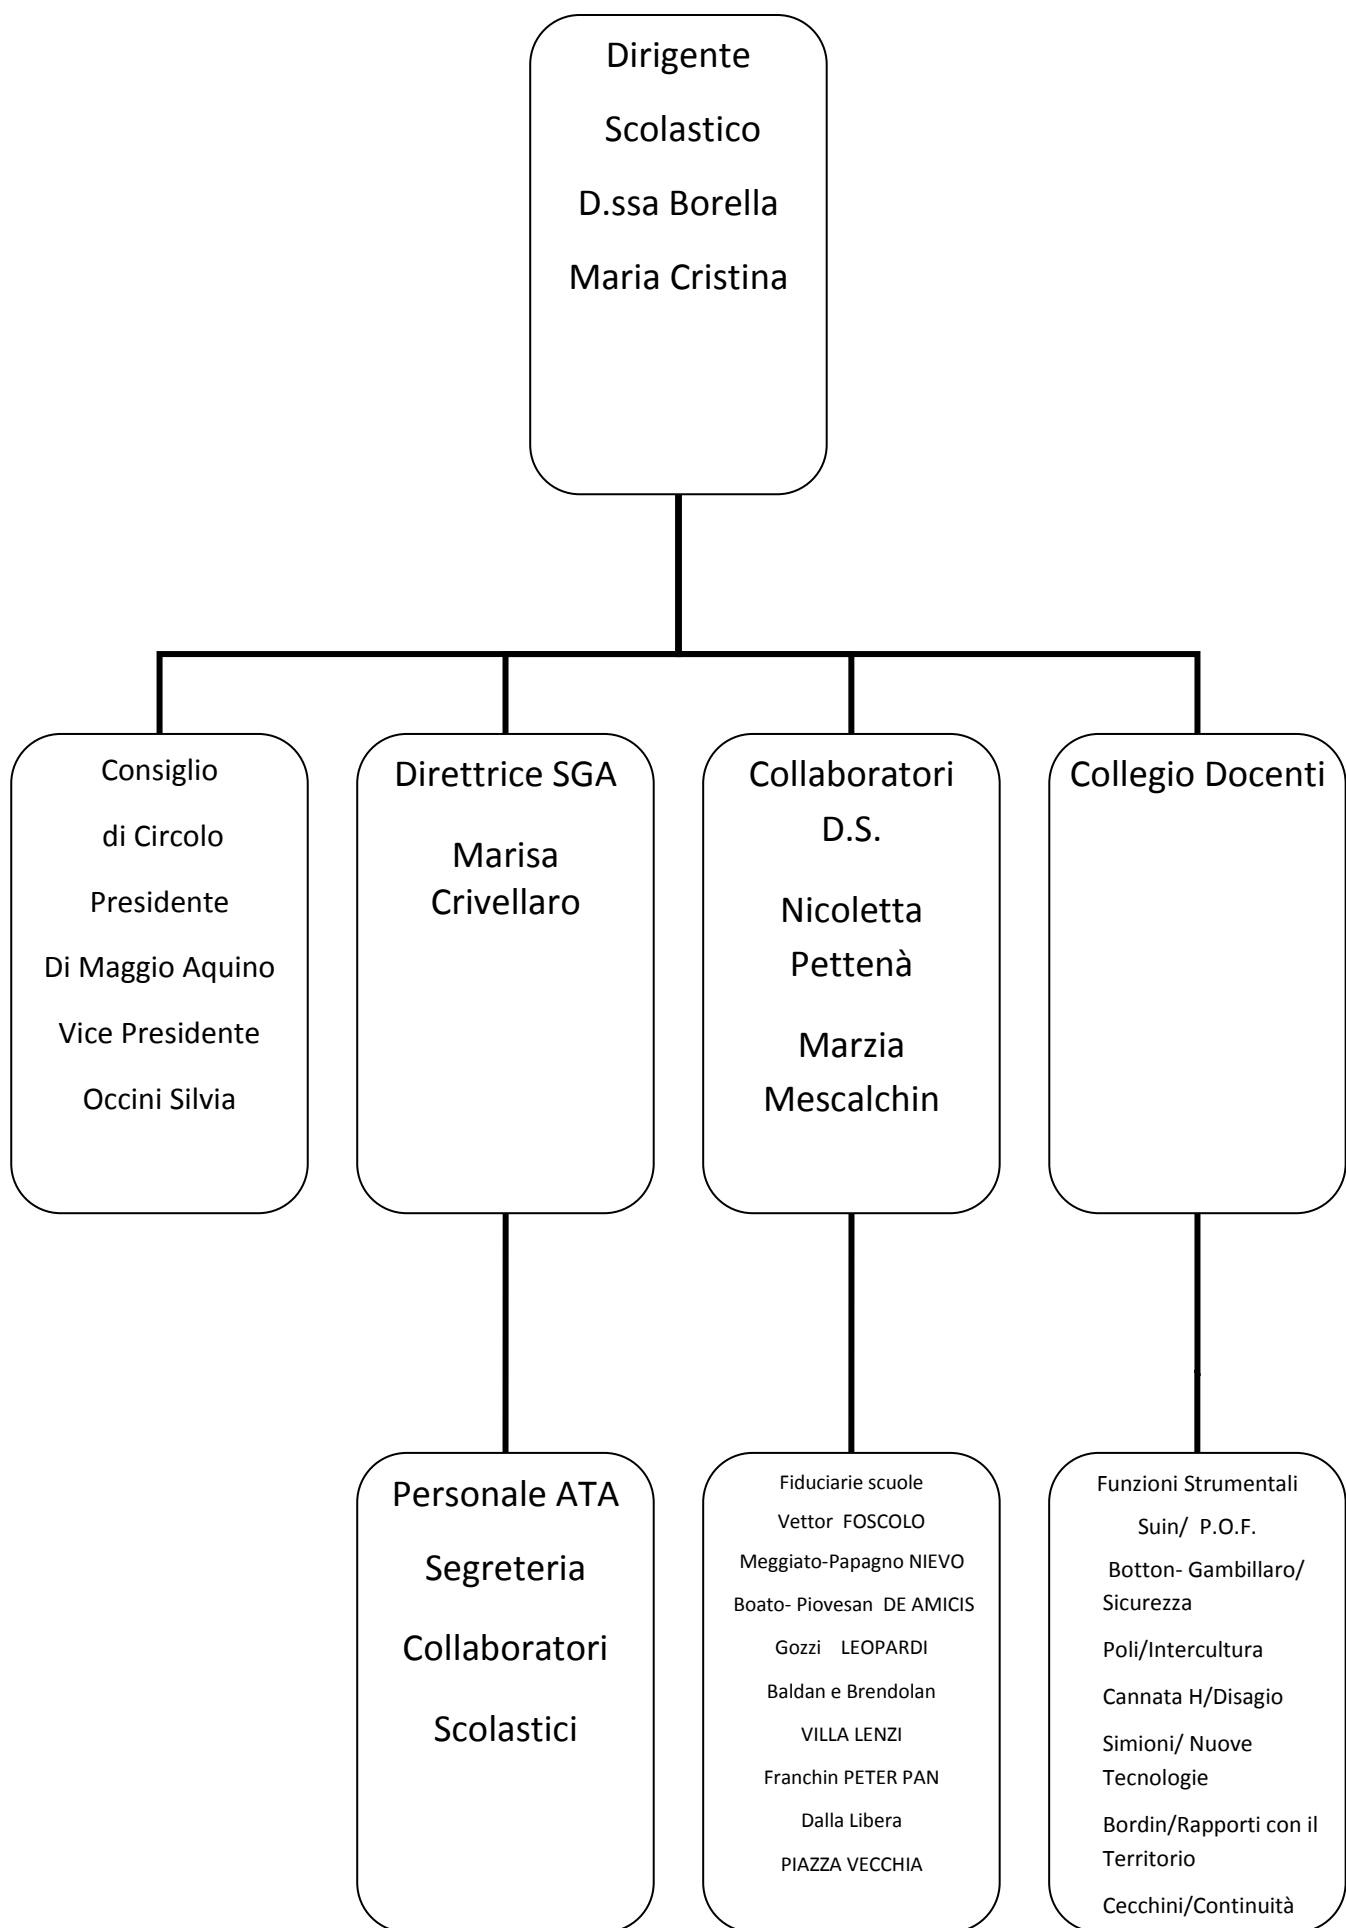 Dirigente
Scolastico
D.ssa Borella
Maria Cristina
Consiglio
di Circolo
Presidente
Di Maggio Aquino
Vice Presidente
Occini Silvia
Direttrice SGA
Marisa
Crivellaro
Collaboratori
D.S.
Nicoletta
Pettenà
Marzia
Mescalchin
Collegio Docenti
Personale ATA
Segreteria
Collaboratori
Scolastici
Fiduciarie scuole
Vettor FOSCOLO
Meggiato-Papagno NIEVO
Boato- Piovesan DE AMICIS
Gozzi LEOPARDI
Baldan e Brendolan
VILLA LENZI
Franchin PETER PAN
Dalla Libera
PIAZZA VECCHIA
Funzioni Strumentali
Suin/ P.O.F.
Botton- Gambillaro/
Sicurezza
Poli/Intercultura
Cannata H/Disagio
Simioni/ Nuove
Tecnologie
Bordin/Rapporti con il
Territorio
Cecchini/Continuità